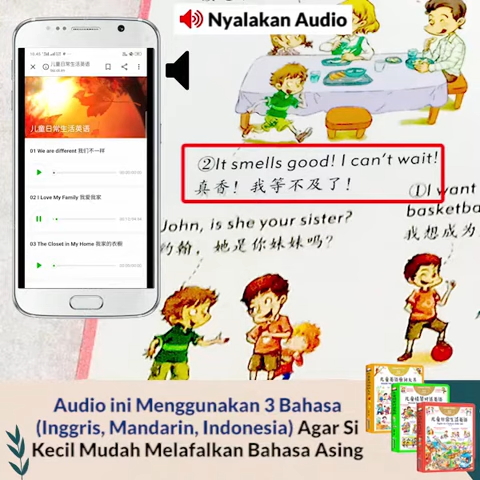 Nyalakan Audio
儿童日常生活英语
儿童日常生活英语
01 We are different 我们不一样
02 I Love My Family 我爱我家
03 The Closet in My Home 我家的衣橱
②It smells good! I can't wait!
真香！我等不及了！
①I want
basketba
我想成为
John, is she your sister?
约翰，她是你妹妹吗？
Audio ini Menggunakan 3 Bahasa
(Inggris, Mandarin, Indonesia) Agar Si
Kecil Mudah Melafalkan Bahasa Asing